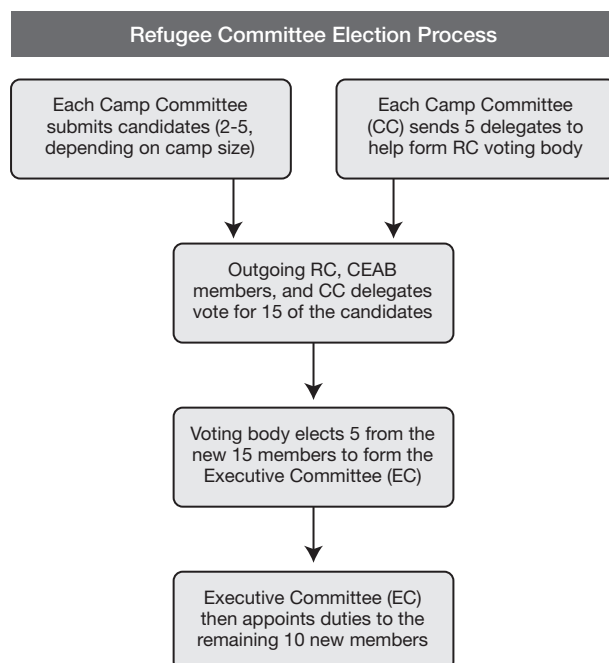 Refugee Committee Election Process
Each Camp Committee
submits candidates (2-5,
depending on camp size)
Each Camp Committee
(CC) sends 5 delegates to
help form RC voting body
Outgoing RC, CEAB
members, and CC delegates
vote for 15 of the candidates
Voting body elects 5 from the
new 15 members to form the
Executive Committee (EC)
Executive Committee (EC)
then appoints duties to the
remaining 10 new members